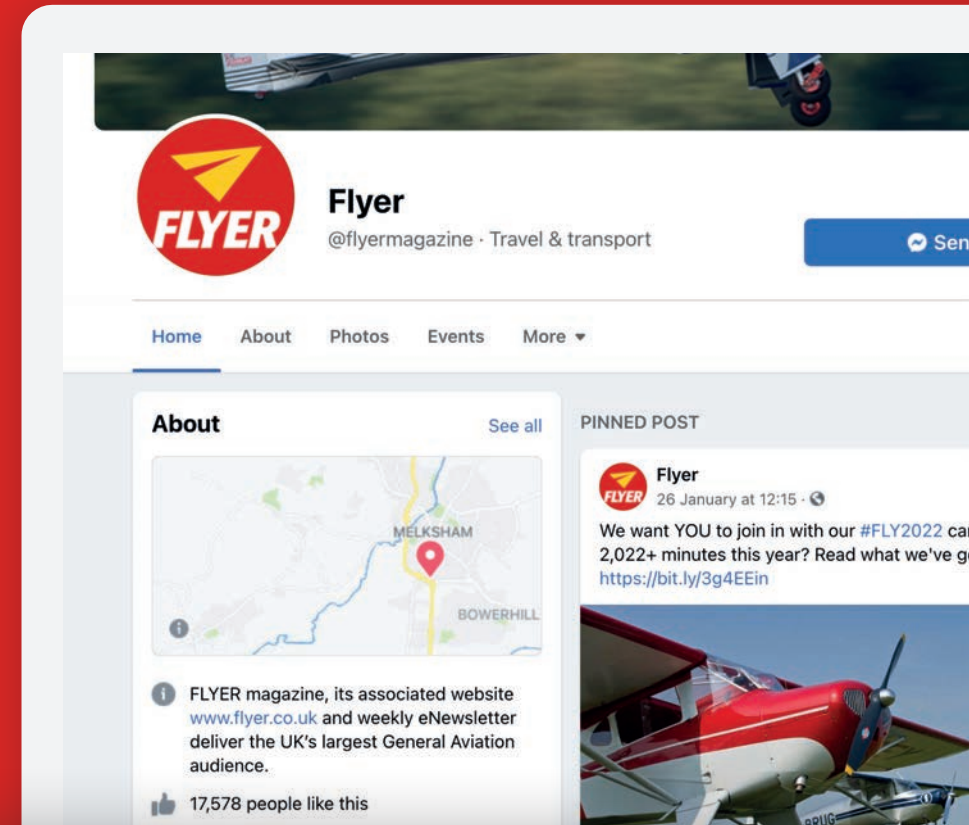 FLYER
Flyer
@flyermagazine · Travel & transport
Home About Photos Events More
About See all
MELKSHAM
BOWERHILL
FLYER magazine, its associated website
www.flyer.co.uk and weekly eNewsletter
deliver the UK's largest General Aviation
audience.
17,578 people like this
PINNED POST
FLYER
Flyer
26 January at 12:15 ·
We want YOU to join in with our #FLY2022
2,022+ minutes this year? Read what we've
https://bit.ly/3g4EEin